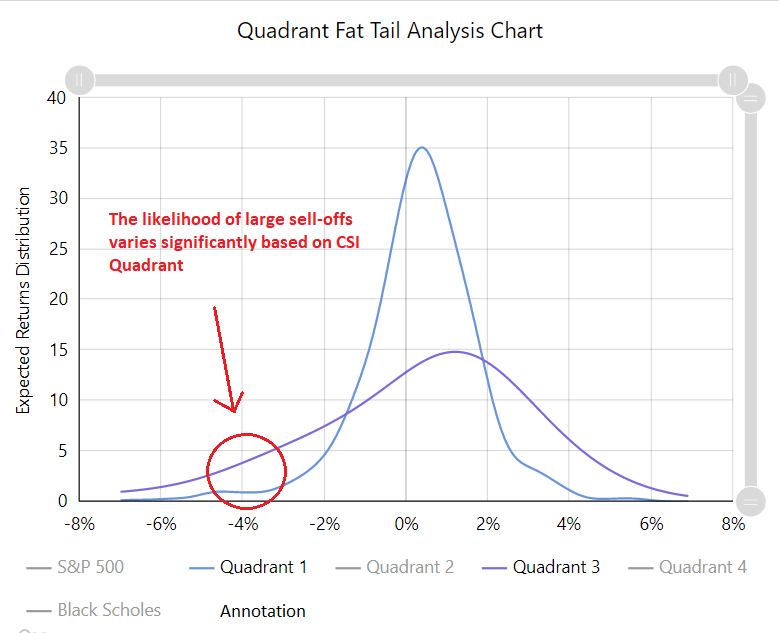 Quadrant Fat Tail Analysis Chart
40
35
30
25
20
15
10
5
0
Expected Returns Distribution
The likelihood of large sell-offs
varies significantly based on CSI
Quadrant
-8% -6% -4% -2% 0% 2% 4% 6% 8%
S&P 500 Quadrant 1 Quadrant 2 Quadrant 3 Quadrant 4
Black Scholes Annotation